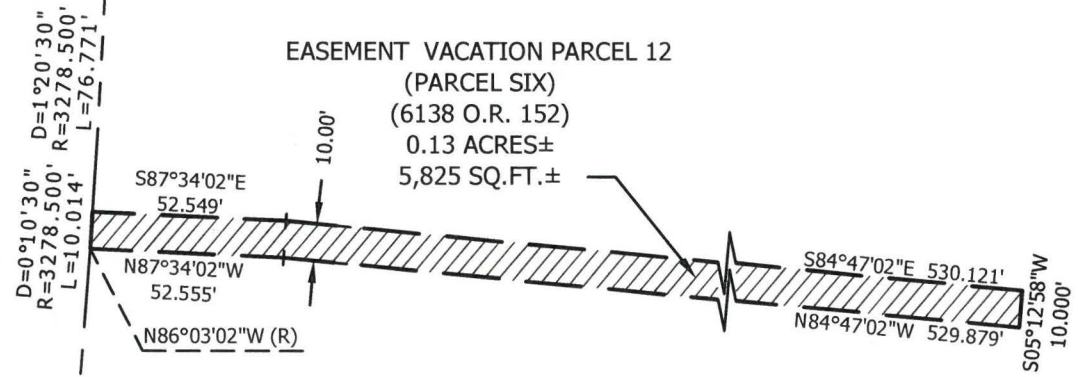 D=1°20'30"
R=3278.500'
L=76.771'
EASEMENT VACATION PARCEL 12
(PARCEL SIX)
(6138 O.R. 152)
0.13 ACRES±
5,825 SQ.FT.±
10.00'
D=0°10'30"
R=3278.500'
L=10.014'
S87°34'02"E
52.549'
N87°34'02"W
52.555'
N86°03'02"W (R)
S84°47'02"E 530.121'
N84°47'02"W 529.879'
S05°12'58"W
10.000'